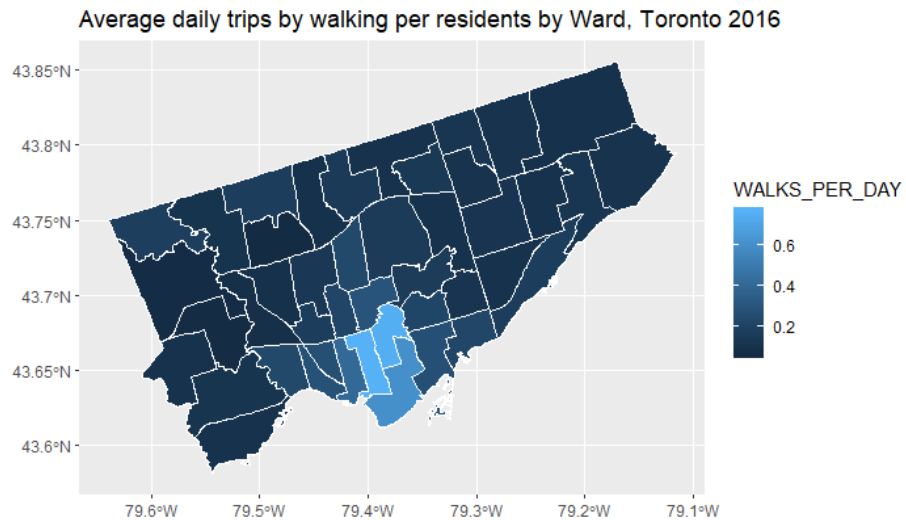 Average daily trips by walking per residents by Ward, Toronto 2016
43.85°N
43.8°N
43.75°N
43.7°N
43.65°N
43.6°N
79.6°W 79.5°W 79.4°W 79.3°W 79.2°W 79.1°W
WALKS_PER_DAY
0.6
0.4
0.2